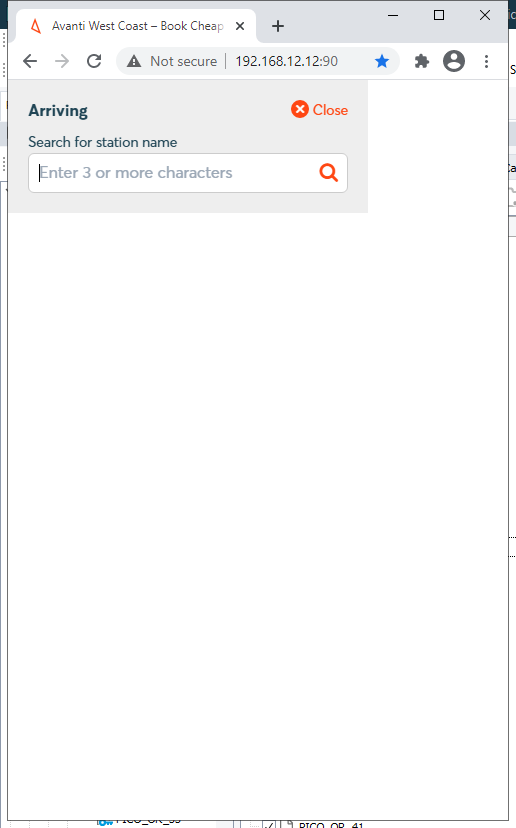 Avanti West Coast – Book Cheap
Not secure | 192.168.12.12:90
Arriving
Close
Search for station name
Enter 3 or more characters
PICO_OR_41